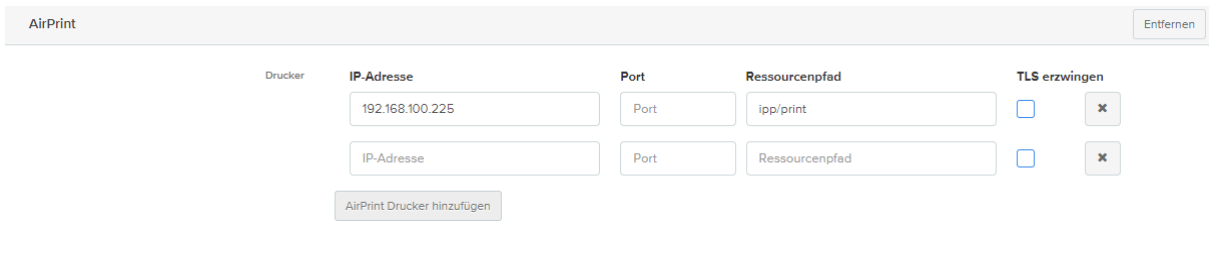 AirPrint
Entfernen
Drucker IP-Adresse Port Ressourcenpfad TLS erzwingen
192.168.100.225 Port ipp/print
IP-Adresse Port Ressourcenpfad
AirPrint Drucker hinzufügen